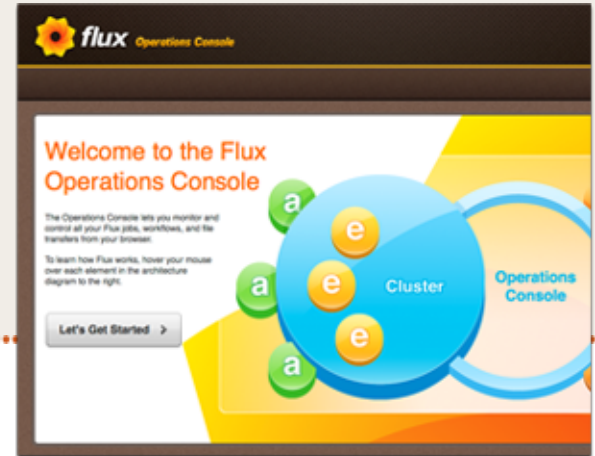 flux Operations Console
Welcome to the Flux
Operations Console
The Operations Console lets you monitor and
control all your Flux jobs, workflows, and file
transfers from your browser.
To learn how Flux works, hover your mouse
over each element in the architecture
diagram to the right.
Let's Get Started >
a
e
a
e
Cluster
Operations
Console
e
a